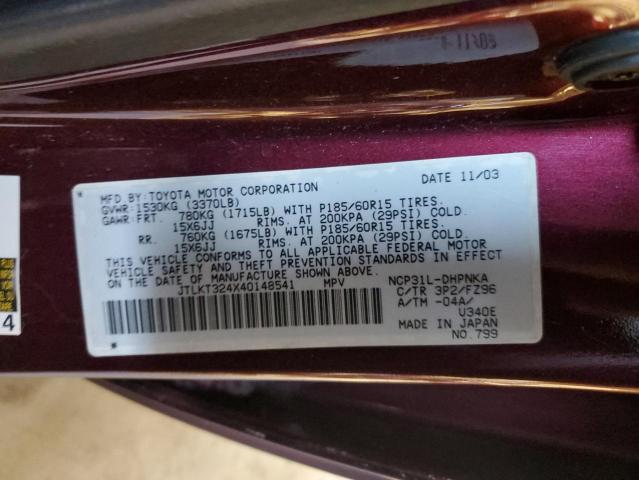 MFD.BY:TOYOTA MOTOR CORPORATION DATE 11/03
GVWR:1530KG (3370LB)
GAWR:FRT. 780KG (1715LB) WITH P185/60R15 TIRES.
15X6JJ RIMS. AT 200KPA (29PSI) COLD.
RR. 760KG (1675LB) WITH P185/60R15 TIRES.
15X6JJ RIMS. AT 200KPA (29PSI) COLD.
THIS VEHICLE CONFORMS TO ALL APPLICABLE FEDERAL MOTOR
VEHICLE SAFETY AND THEFT PREVENTION STANDARDS IN EFFECT
ON THE DATE OF MANUFACTURE SHOWN ABOVE.
JTLKT324X40148541 MPV NCP31L-DHPNKA
C/TR 3P2/FZ96
A/TM -04A/
U340E
MADE IN JAPAN
NO.799
4